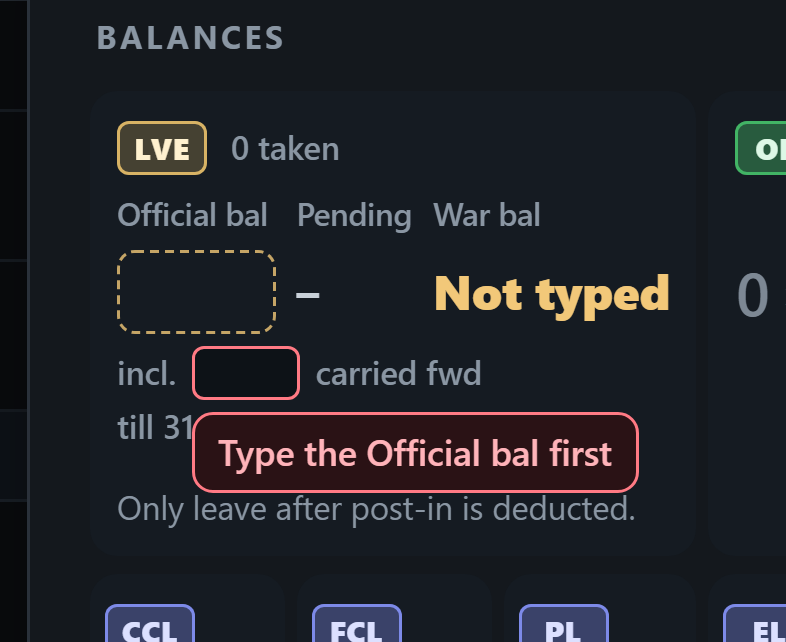 BALANCES
LVE 0 taken
Official bal Pending War bal
– Not typed 0
incl. carried fwd
till 31
Type the Official bal first
Only leave after post-in is deducted.
CCL FCL PL EL